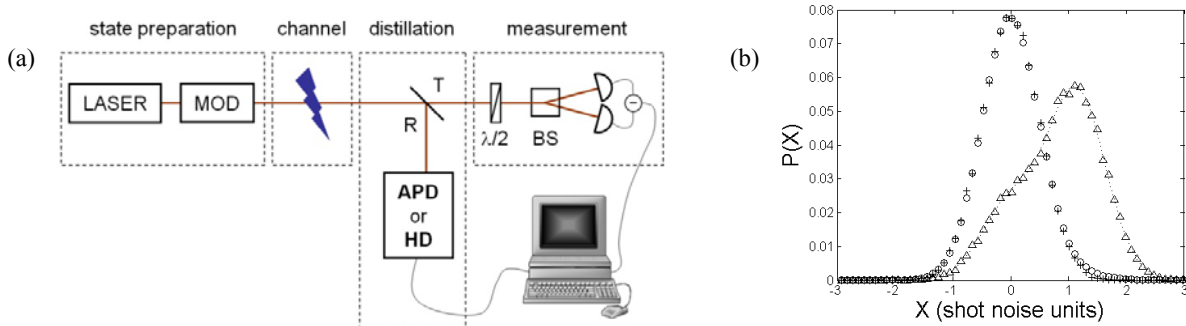 (a)
state preparation channel distillation measurement
LASER MOD
T
R
λ/2 BS
−
APD
or
HD
(b)
P(X)
0.08
0.07
0.06
0.05
0.04
0.03
0.02
0.01
0
-3 -2 -1 0 1 2 3
X (shot noise units)